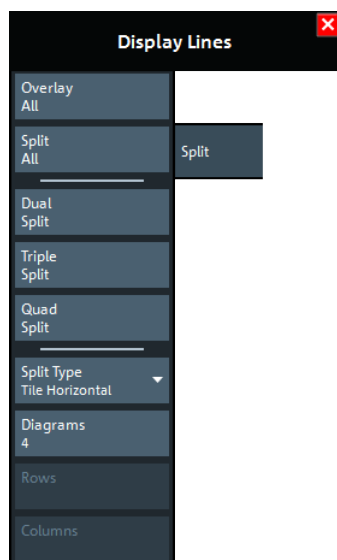 Display Lines
Overlay
All
Split
All
Split
Dual
Split
Triple
Split
Quad
Split
Split Type
Tile Horizontal
Diagrams
4
Rows
Columns